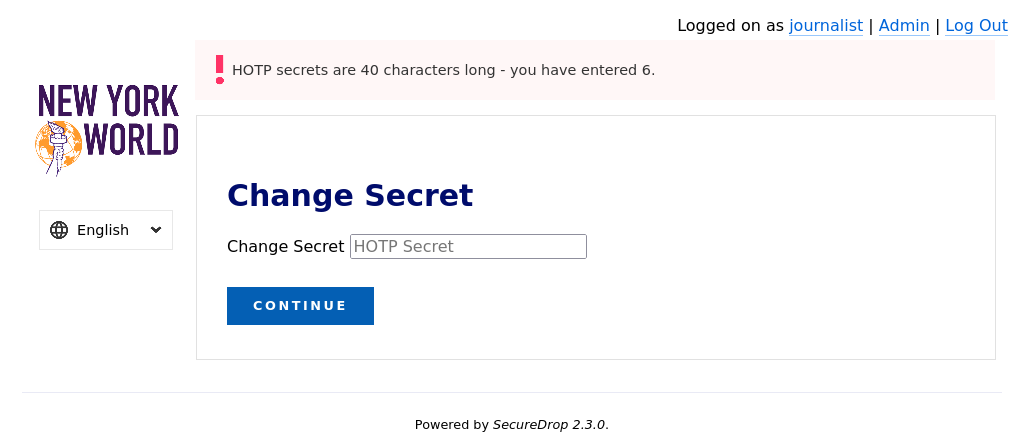 Logged on as journalist | Admin | Log Out
HOTP secrets are 40 characters long - you have entered 6.
NEW YORK
WORLD
English
Change Secret
Change Secret HOTP Secret
CONTINUE
Powered by SecureDrop 2.3.0.